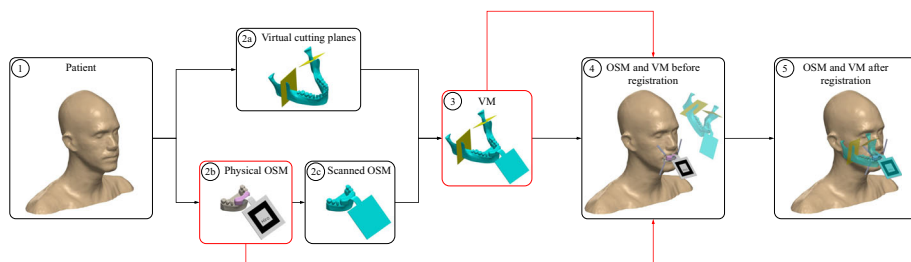 1
Patient
2a
Virtual cutting planes
2b
Physical OSM
2c
Scanned OSM
3
VM
4
OSM and VM before
registration
5
OSM and VM after
registration